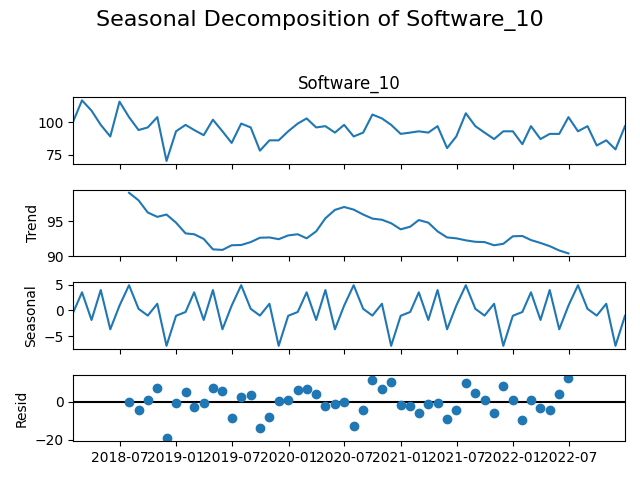 Seasonal Decomposition of Software_10
Software_10
100
75
Trend
95
90
Seasonal
5
0
−5
Resid
0
−20
2018-07 2019-01 2019-07 2020-01 2020-07 2021-01 2021-07 2022-01 2022-07